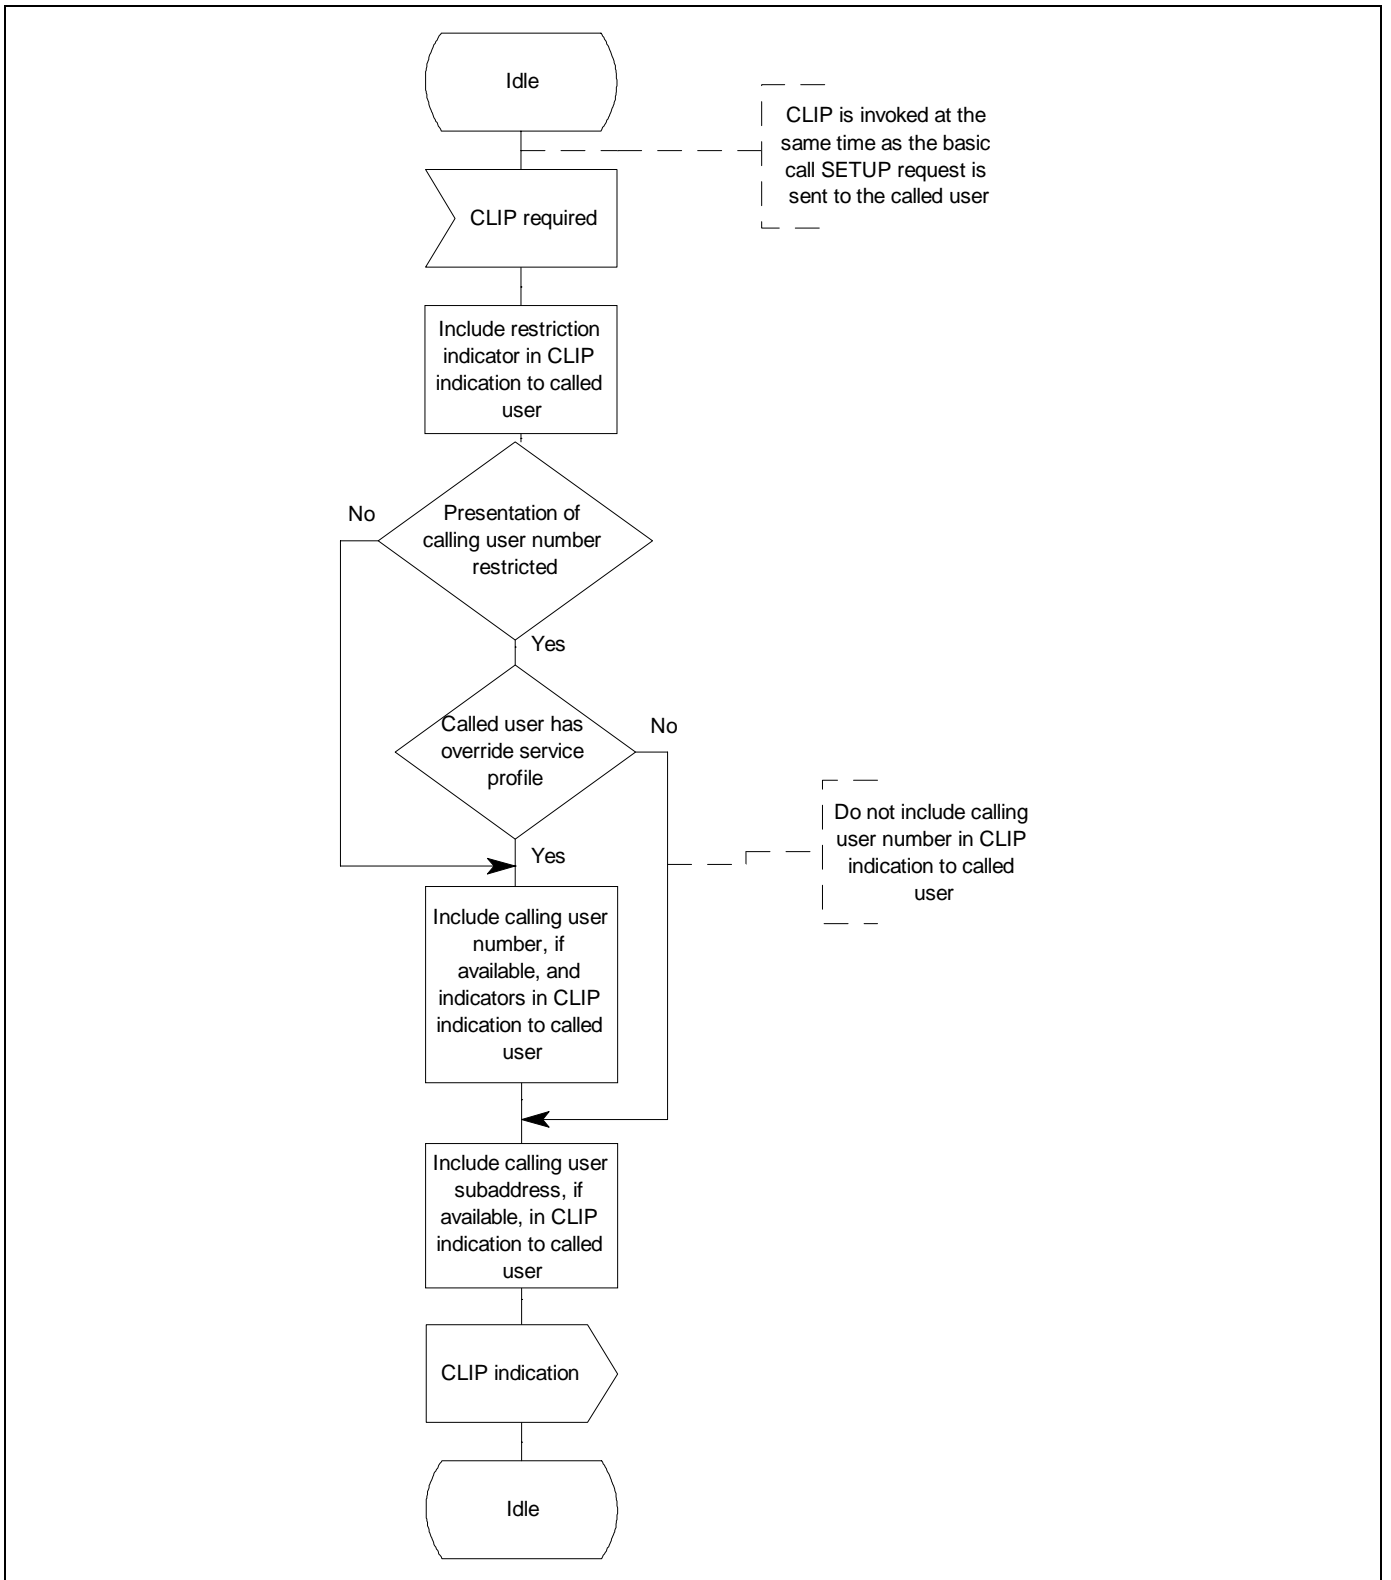 Idle
CLIP is invoked at the
same time as the basic
call SETUP request is
sent to the called user
CLIP required
Include restriction
indicator in CLIP
indication to called
user
No
Presentation of
calling user number
restricted
Yes
Called user has
override service
profile
No
Do not include calling
user number in CLIP
indication to called
user
Yes
Include calling user
number, if
available, and
indicators in CLIP
indication to called
user
Include calling user
subaddress, if
available, in CLIP
indication to called
user
CLIP indication
Idle